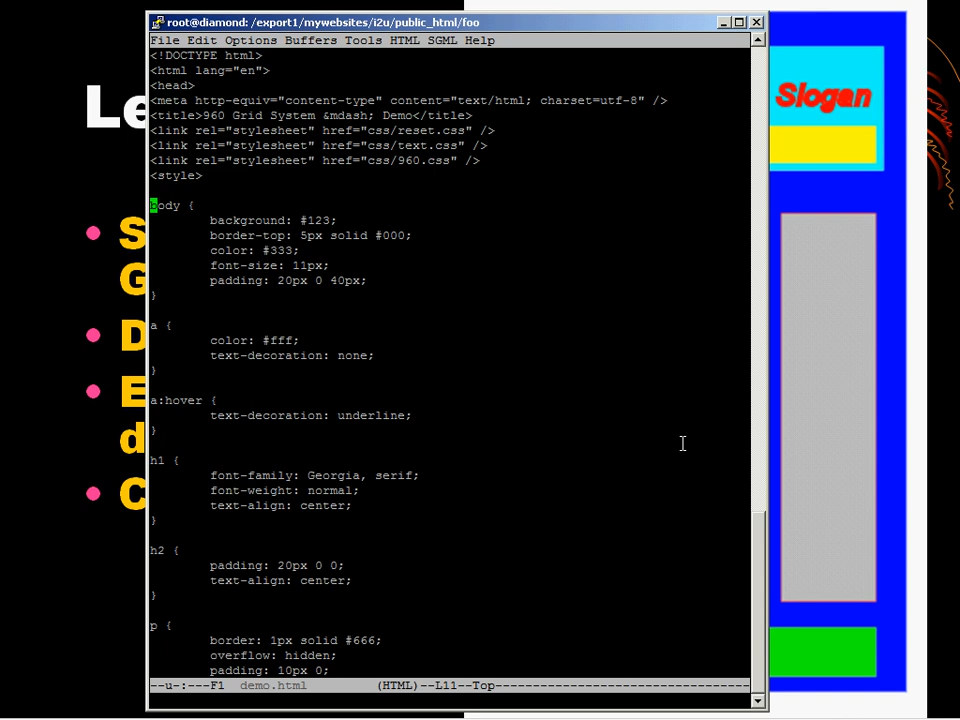 root@diamond: /export1/mywebsites/i2u/public_html/foo
File Edit Options Buffers Tools HTML SGML Help
<!DOCTYPE html>
<html lang="en">
<head>
<meta http-equiv="content-type" content="text/html; charset=utf-8" />
<title>960 Grid System &mdash; Demo</title>
<link rel="stylesheet" href="css/reset.css" />
<link rel="stylesheet" href="css/text.css" />
<link rel="stylesheet" href="css/960.css" />
<style>
body {
background: #123;
border-top: 5px solid #000;
color: #333;
font-size: 11px;
padding: 20px 0 40px;
}
a {
color: #fff;
text-decoration: none;
}
a:hover {
text-decoration: underline;
}
h1 {
font-family: Georgia, serif;
font-weight: normal;
text-align: center;
}
h2 {
padding: 20px 0 0;
text-align: center;
}
p {
border: 1px solid #666;
overflow: hidden;
padding: 10px 0;
--u-:---F1  demo.html          (HTML)--L11--Top----------------------------------
Le
• S
G
• D
• E
d
• C
Slogan